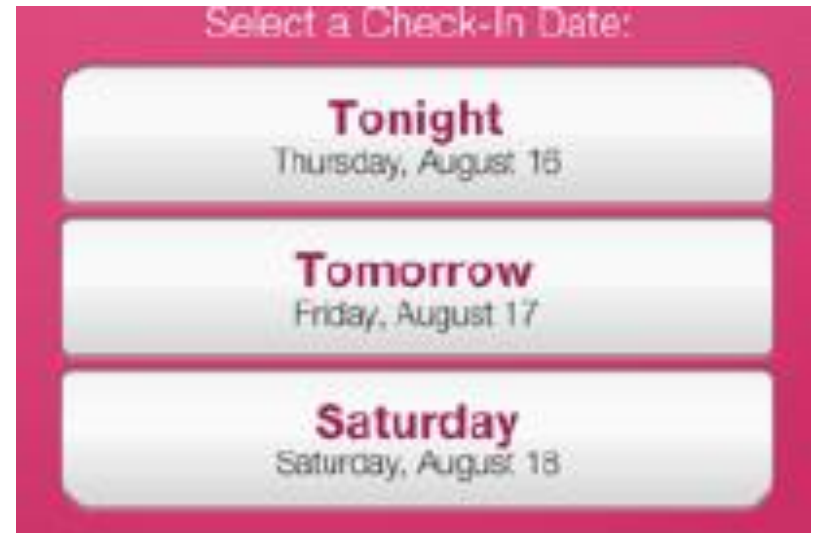 Select a Check-In Date:
Tonight
Thursday, August 16
Tomorrow
Friday, August 17
Saturday
Saturday, August 18